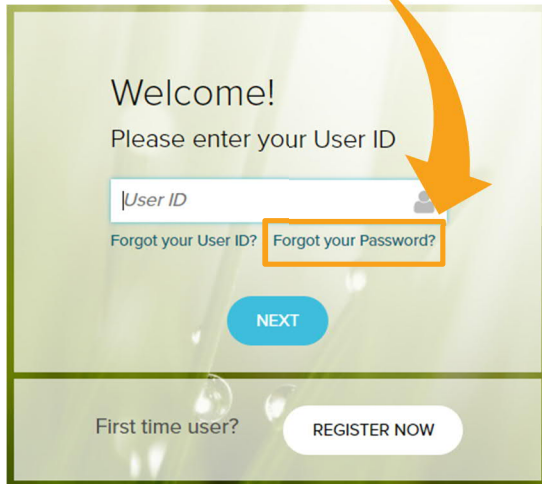 Welcome!
Please enter your User ID
User ID
Forgot your User ID? Forgot your Password?
NEXT
First time user? REGISTER NOW